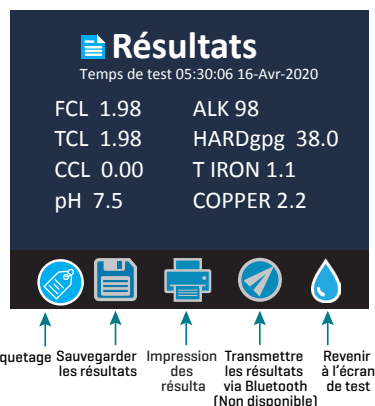 Résultats
Temps de test 05:30:06 16-Avr-2020
FCL 1.98 ALK 98
TCL 1.98 HARDgpg 38.0
CCL 0.00 T IRON 1.1
pH 7.5 COPPER 2.2
quetage
Sauvegarder
les résultats
Impression
des
résulta
Transmettre
les résultats
via Bluetooth
(Non disponible)
Revenir
à l'écran
de test